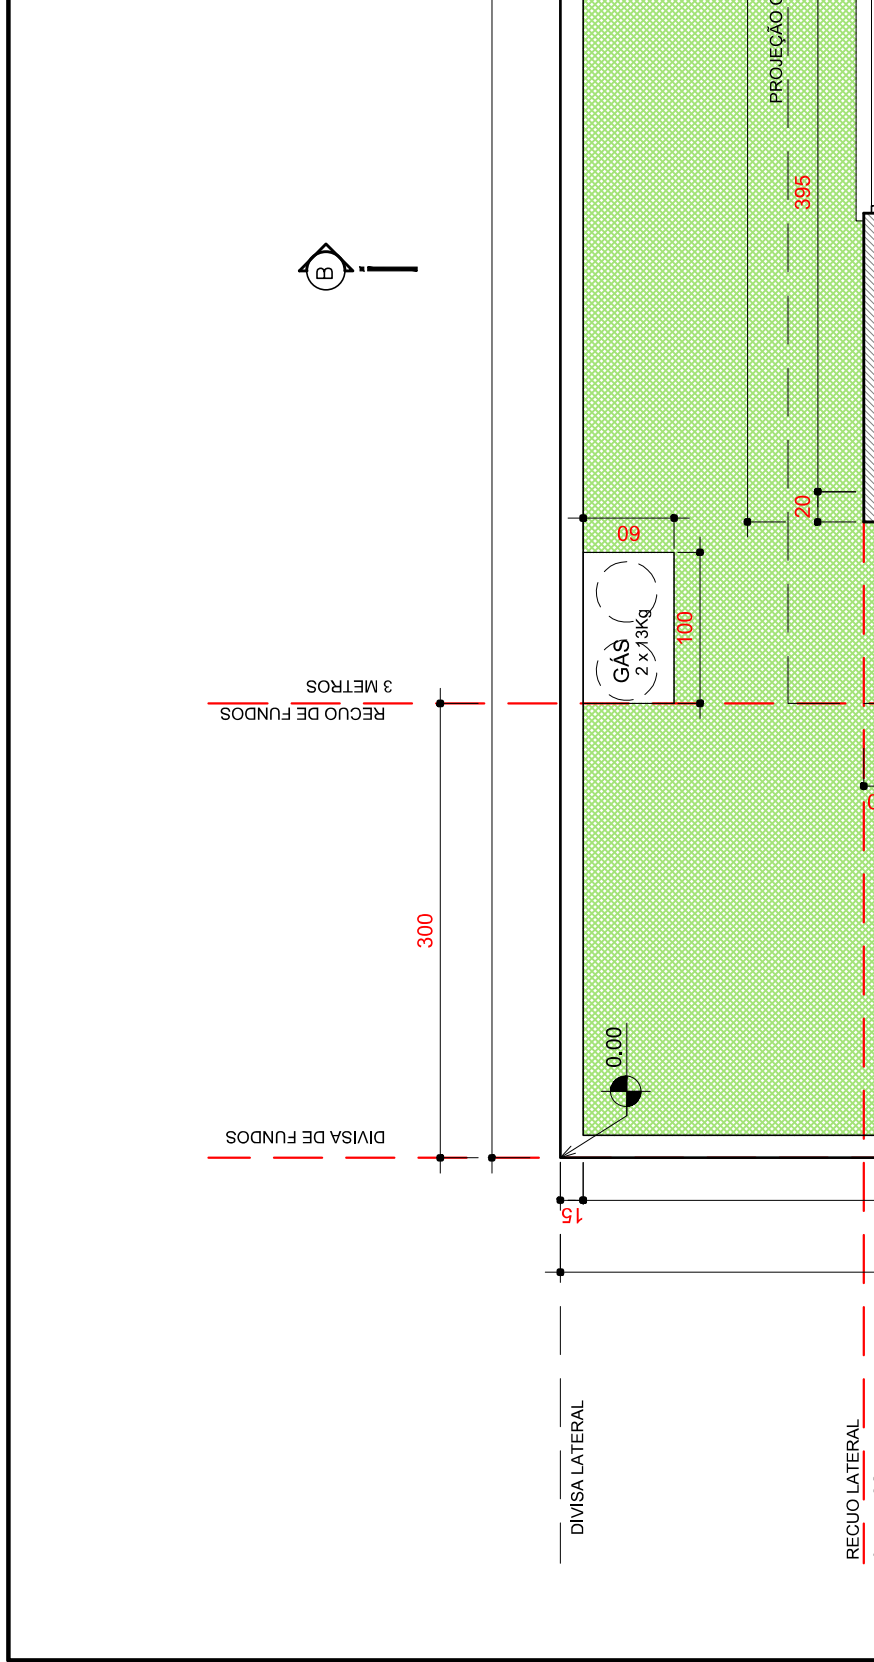 PROJEÇÃO
395
B
20
60
GÁS
2 x 13Kg
100
3 METROS
RECUO DE FUNDOS
300
0.00
DIVISA DE FUNDOS
15
DIVISA LATERAL
RECUO LATERAL